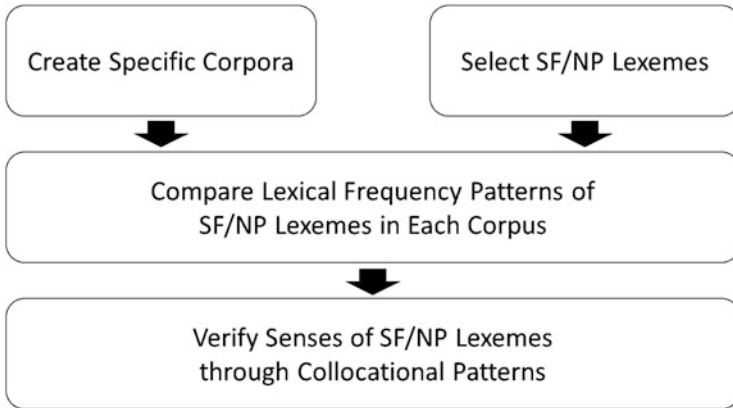 Create Specific Corpora
Select SF/NP Lexemes
Compare Lexical Frequency Patterns of
SF/NP Lexemes in Each Corpus
Verify Senses of SF/NP Lexemes
through Collocational Patterns